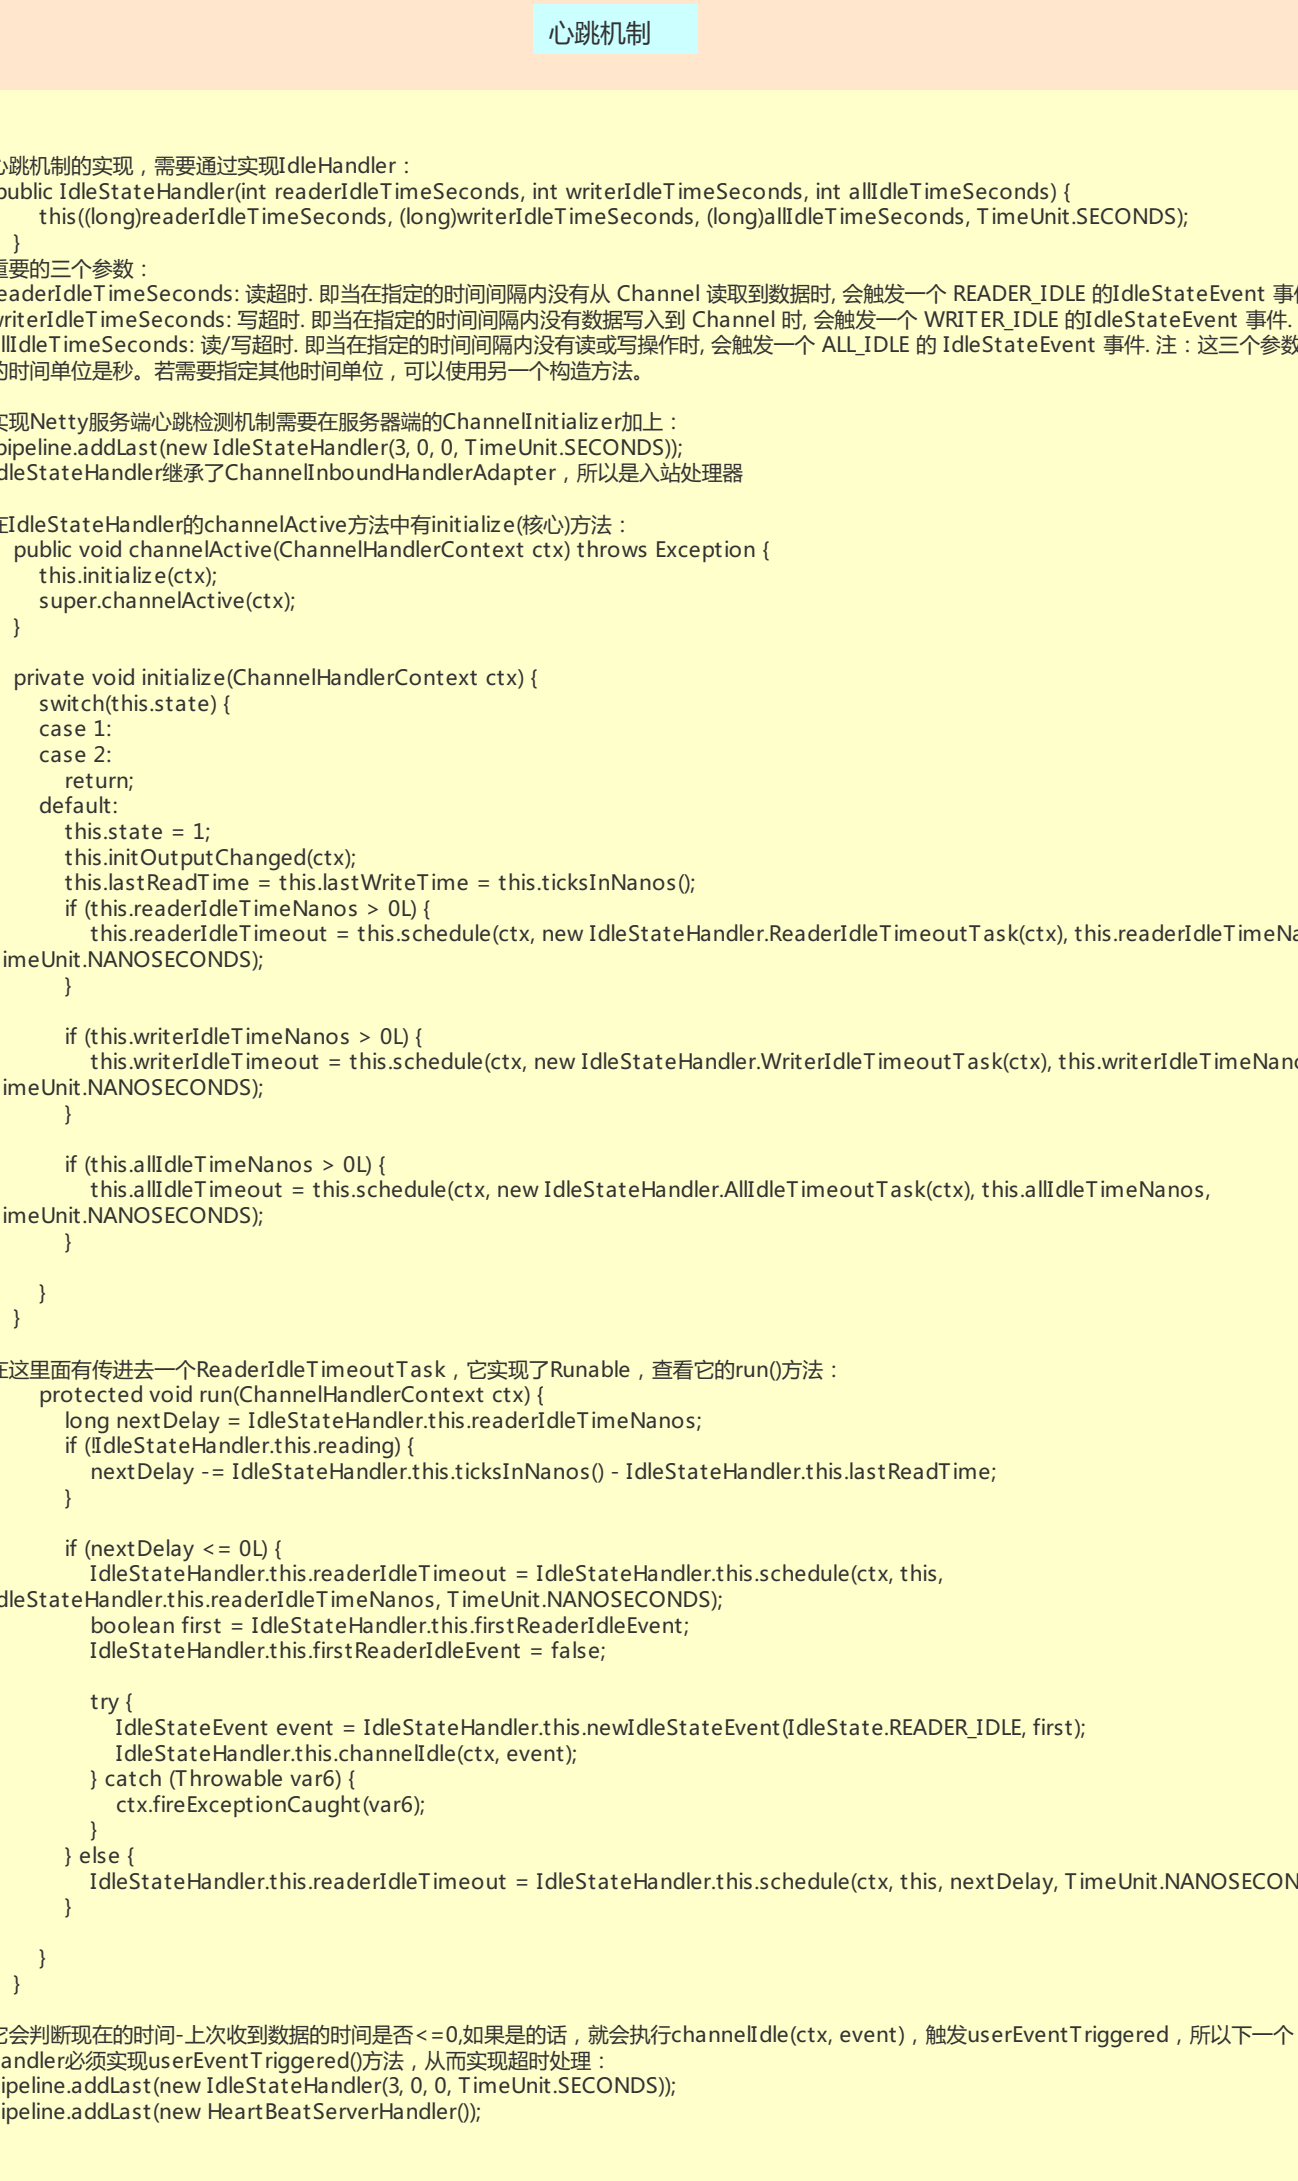 心跳机制
心跳机制的实现，需要通过实现IdleHandler：
public IdleStateHandler(int readerIdleTimeSeconds, int writerIdleTimeSeconds, int allIdleTimeSeconds) {
this((long)readerIdleTimeSeconds, (long)writerIdleTimeSeconds, (long)allIdleTimeSeconds, TimeUnit.SECONDS);
}
重要的三个参数：
eaderIdleTimeSeconds: 读超时. 即当在指定的时间间隔内没有从 Channel 读取到数据时, 会触发一个 READER_IDLE 的IdleStateEvent 事件
writerIdleTimeSeconds: 写超时. 即当在指定的时间间隔内没有数据写入到 Channel 时, 会触发一个 WRITER_IDLE 的IdleStateEvent 事件.
llIdleTimeSeconds: 读/写超时. 即当在指定的时间间隔内没有读或写操作时, 会触发一个 ALL_IDLE 的 IdleStateEvent 事件. 注：这三个参数
的时间单位是秒。若需要指定其他时间单位，可以使用另一个构造方法。
实现Netty服务端心跳检测机制需要在服务器端的ChannelInitializer加上：
pipeline.addLast(new IdleStateHandler(3, 0, 0, TimeUnit.SECONDS));
dleStateHandler继承了ChannelInboundHandlerAdapter，所以是入站处理器
在IdleStateHandler的channelActive方法中有initialize(核心)方法：
public void channelActive(ChannelHandlerContext ctx) throws Exception {
this.initialize(ctx);
super.channelActive(ctx);
}
private void initialize(ChannelHandlerContext ctx) {
switch(this.state) {
case 1:
case 2:
return;
default:
this.state = 1;
this.initOutputChanged(ctx);
this.lastReadTime = this.lastWriteTime = this.ticksInNanos();
if (this.readerIdleTimeNanos > 0L) {
this.readerIdleTimeout = this.schedule(ctx, new IdleStateHandler.ReaderIdleTimeoutTask(ctx), this.readerIdleTimeNa
imeUnit.NANOSECONDS);
}
if (this.writerIdleTimeNanos > 0L) {
this.writerIdleTimeout = this.schedule(ctx, new IdleStateHandler.WriterIdleTimeoutTask(ctx), this.writerIdleTimeNano
imeUnit.NANOSECONDS);
}
if (this.allIdleTimeNanos > 0L) {
this.allIdleTimeout = this.schedule(ctx, new IdleStateHandler.AllIdleTimeoutTask(ctx), this.allIdleTimeNanos,
imeUnit.NANOSECONDS);
}
}
}
在这里面有传进去一个ReaderIdleTimeoutTask，它实现了Runable，查看它的run()方法：
protected void run(ChannelHandlerContext ctx) {
long nextDelay = IdleStateHandler.this.readerIdleTimeNanos;
if (!IdleStateHandler.this.reading) {
nextDelay -= IdleStateHandler.this.ticksInNanos() - IdleStateHandler.this.lastReadTime;
}
if (nextDelay <= 0L) {
IdleStateHandler.this.readerIdleTimeout = IdleStateHandler.this.schedule(ctx, this,
dleStateHandler.this.readerIdleTimeNanos, TimeUnit.NANOSECONDS);
boolean first = IdleStateHandler.this.firstReaderIdleEvent;
IdleStateHandler.this.firstReaderIdleEvent = false;
try {
IdleStateEvent event = IdleStateHandler.this.newIdleStateEvent(IdleState.READER_IDLE, first);
IdleStateHandler.this.channelIdle(ctx, event);
} catch (Throwable var6) {
ctx.fireExceptionCaught(var6);
}
} else {
IdleStateHandler.this.readerIdleTimeout = IdleStateHandler.this.schedule(ctx, this, nextDelay, TimeUnit.NANOSECON
}
}
}
它会判断现在的时间-上次收到数据的时间是否<=0,如果是的话，就会执行channelIdle(ctx, event)，触发userEventTriggered，所以下一个
andler必须实现userEventTriggered()方法，从而实现超时处理：
ipeline.addLast(new IdleStateHandler(3, 0, 0, TimeUnit.SECONDS));
ipeline.addLast(new HeartBeatServerHandler());